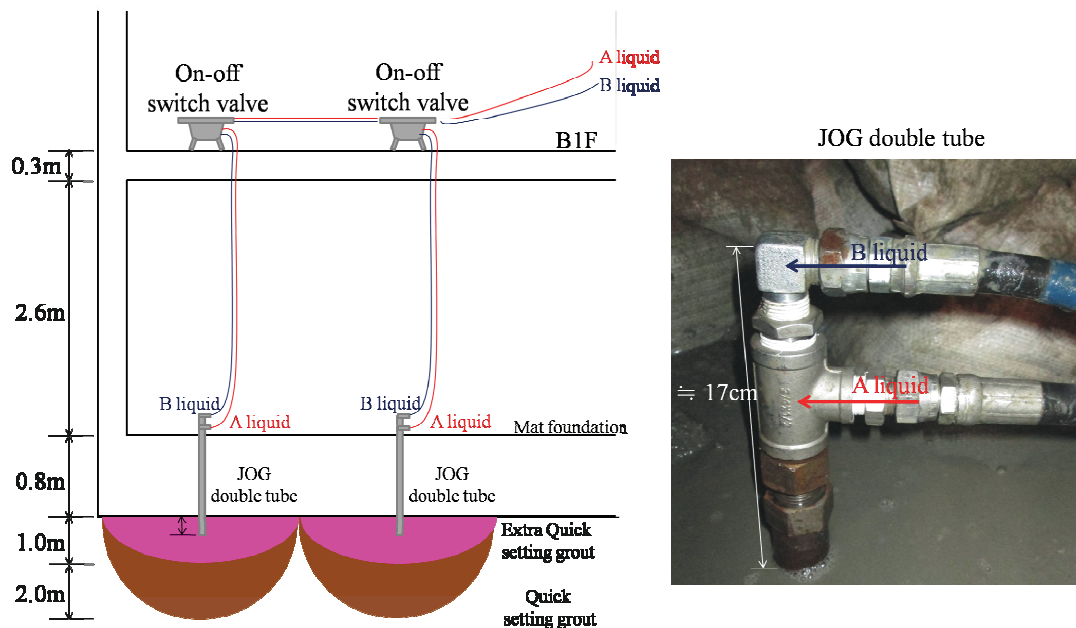 A liquid
B liquid
On-off
switch valve
On-off
switch valve
B1F
0.3m
2.6m
B liquid
A liquid
B liquid
A liquid
Mat foundation
0.8m
JOG
double tube
JOG
double tube
1.0m
Extra Quick
setting grout
2.0m
Quick
setting grout
JOG double tube
B liquid
≒ 17cm
A liquid